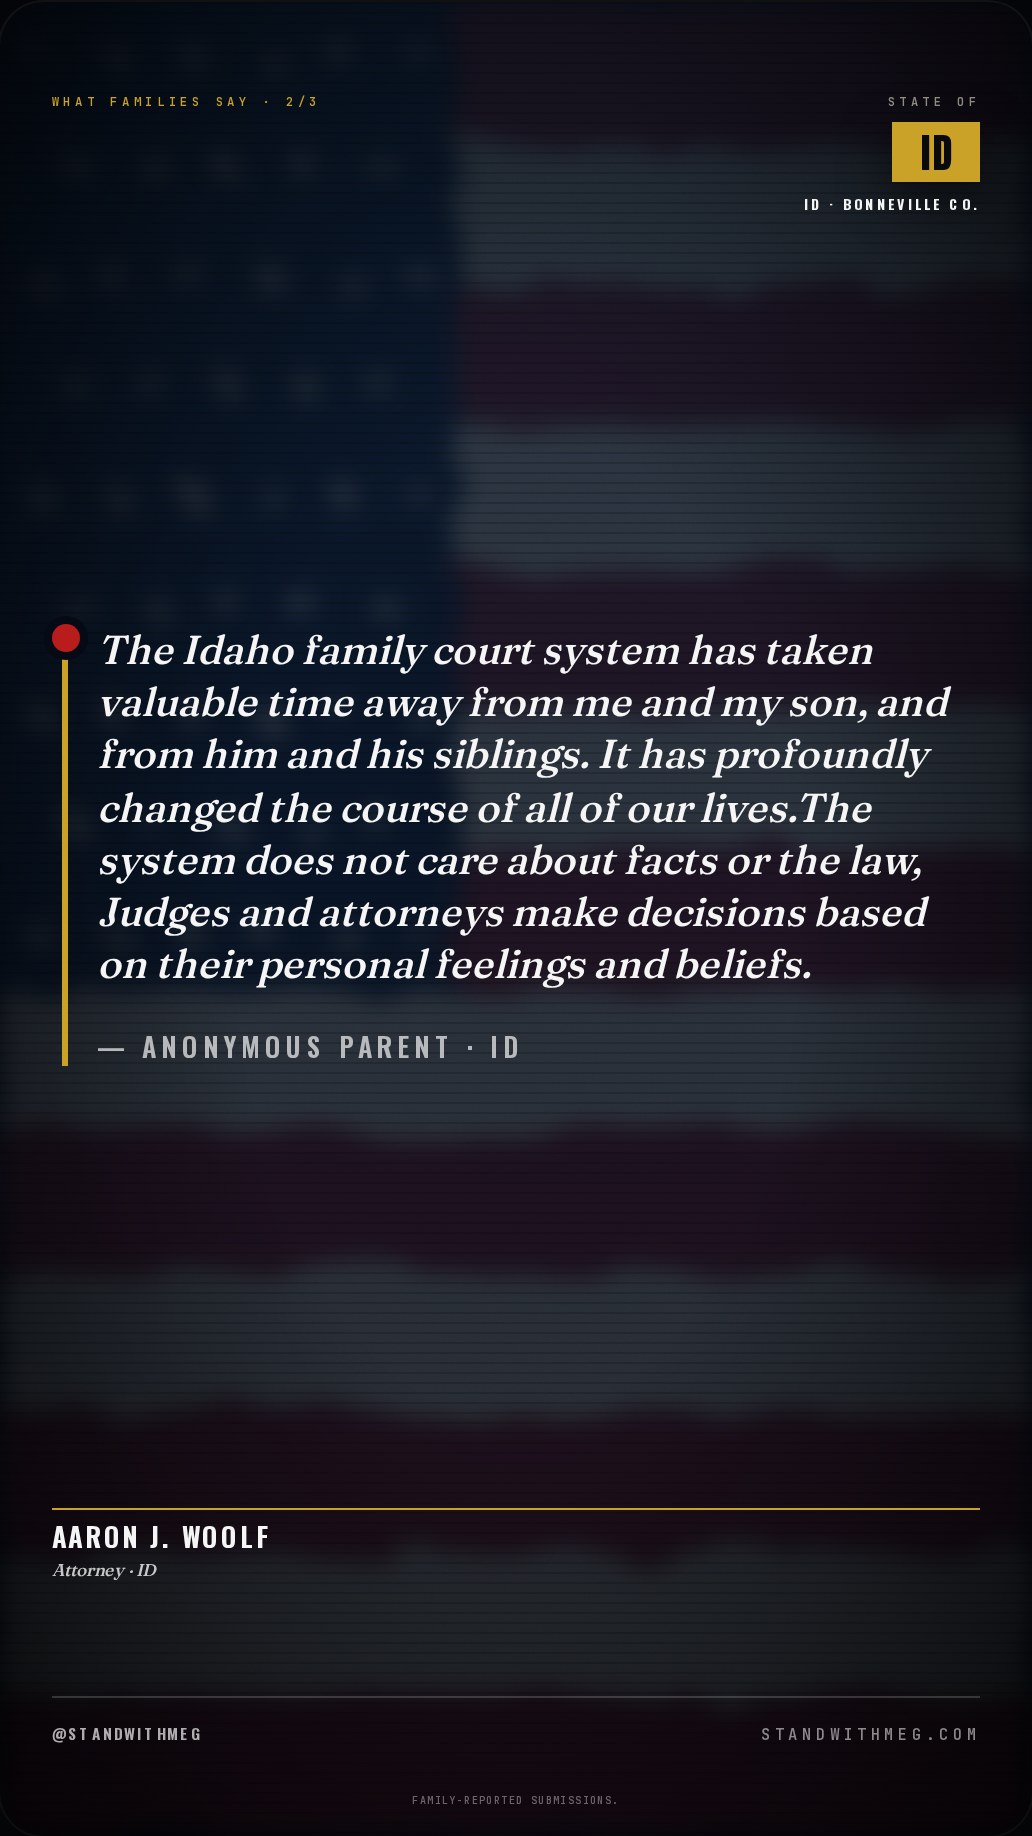 WHAT FAMILIES SAY · 2/3
STATE OF
ID
ID · BONNEVILLE CO.
The Idaho family court system has taken
valuable time away from me and my son, and
from him and his siblings. It has profoundly
changed the course of all of our lives.The
system does not care about facts or the law,
Judges and attorneys make decisions based
on their personal feelings and beliefs.
— ANONYMOUS PARENT · ID
AARON J. WOOLF
Attorney · ID
@STANDWITHMEG
STANDWITHMEG.COM
FAMILY-REPORTED SUBMISSIONS.